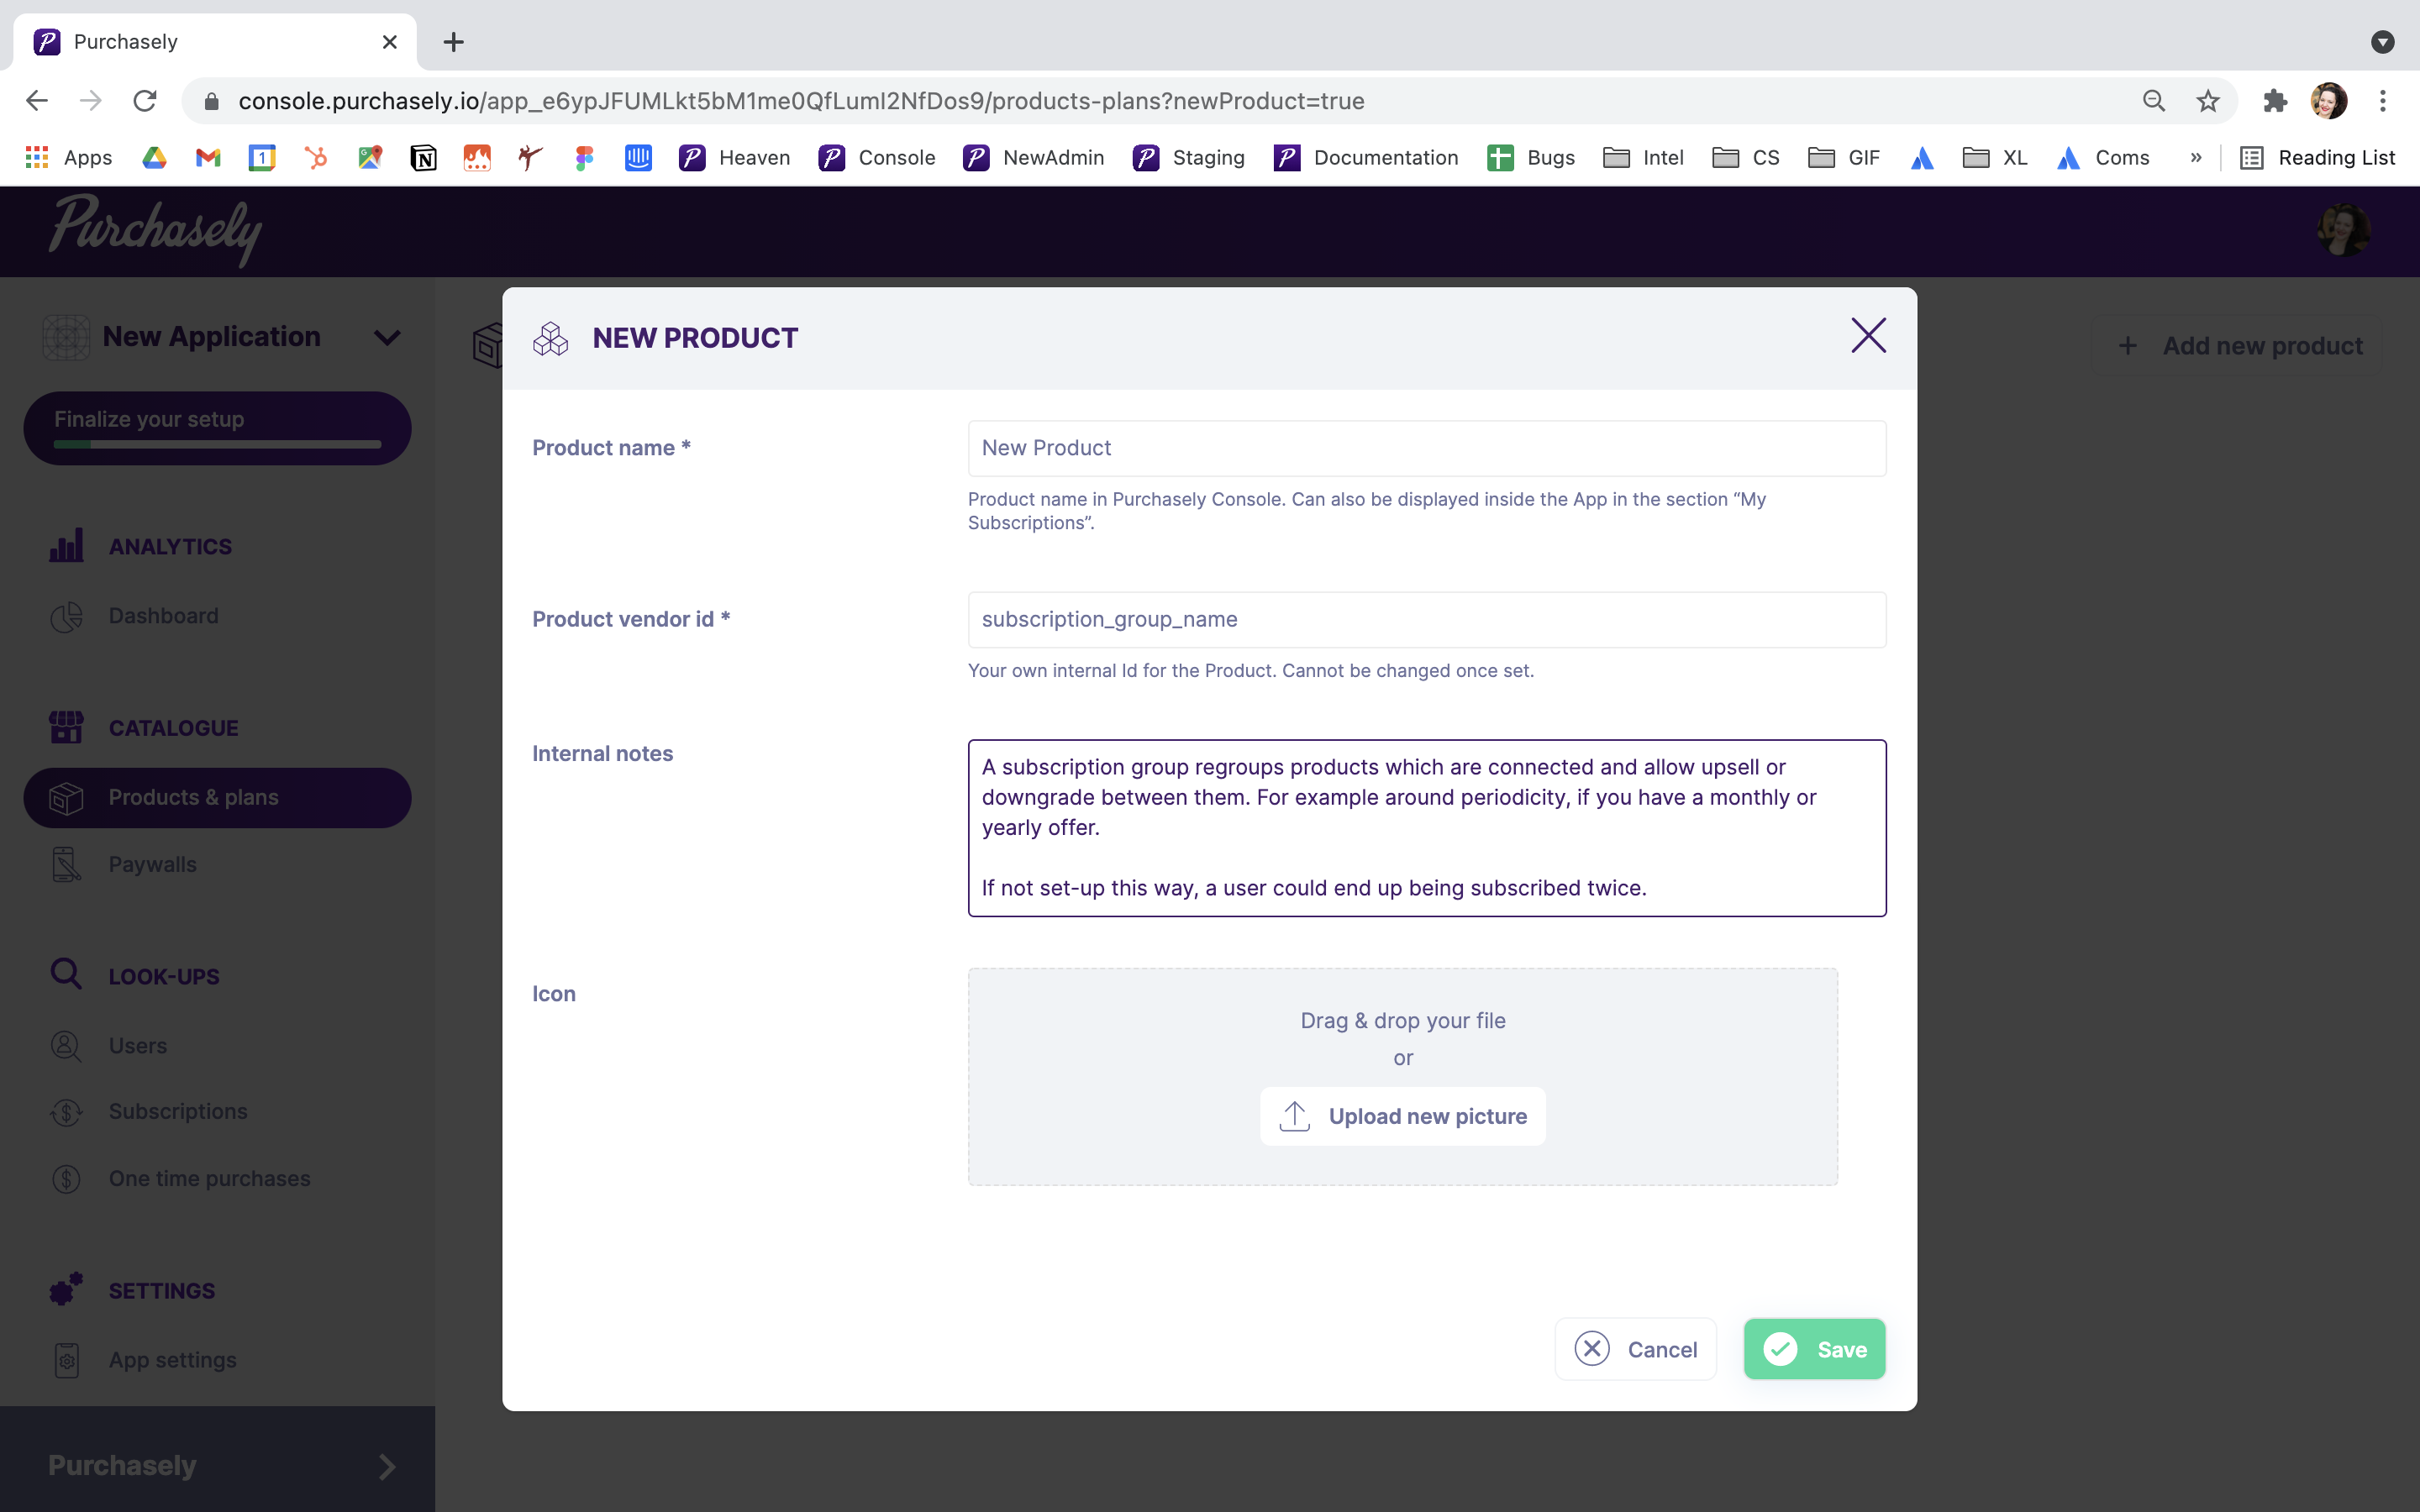 Purchasely
console.purchasely.io/app_e6ypJFUMLkt5bM1me0QfLumI2NfDos9/products-plans?newProduct=true
Apps
1
Heaven
Console
NewAdmin
Staging
Documentation
Bugs
Intel
CS
GIF
XL
Coms
»
Reading List
Purchasely
New Application
Finalize your setup
ANALYTICS
Dashboard
CATALOGUE
Products & plans
Paywalls
LOOK-UPS
Users
Subscriptions
One time purchases
SETTINGS
App settings
Purchasely
+ Add new product
NEW PRODUCT
Product name *
New Product
Product name in Purchasely Console. Can also be displayed inside the App in the section “My
Subscriptions”.
Product vendor id *
subscription_group_name
Your own internal Id for the Product. Cannot be changed once set.
Internal notes
A subscription group regroups products which are connected and allow upsell or
downgrade between them. For example around periodicity, if you have a monthly or
yearly offer.
If not set-up this way, a user could end up being subscribed twice.
Icon
Drag & drop your file
or
Upload new picture
Cancel
Save